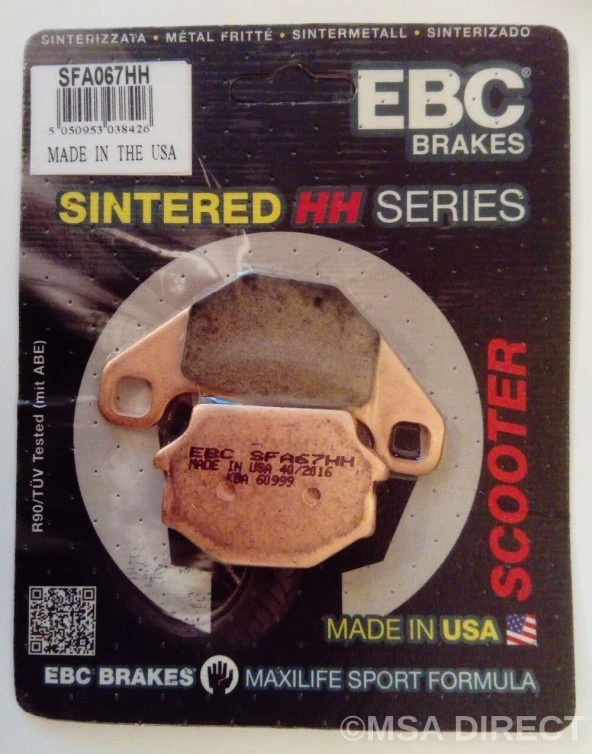 SINTERIZZATA • MÉTAL FRITTÉ • SINTERMETALL • SINTERIZADO
SFA067HH
5 050953 038426
MADE IN THE USA
EBC®
BRAKES
SINTERED HH SERIES
R90/TÜV Tested (mit ABE)
SCOOTER
EBC SFA67HH
MADE IN USA 40/2016
KBA 60999
MADE IN USA
EBC BRAKES MAXILIFE SPORT FORMULA
©MSA DIRECT